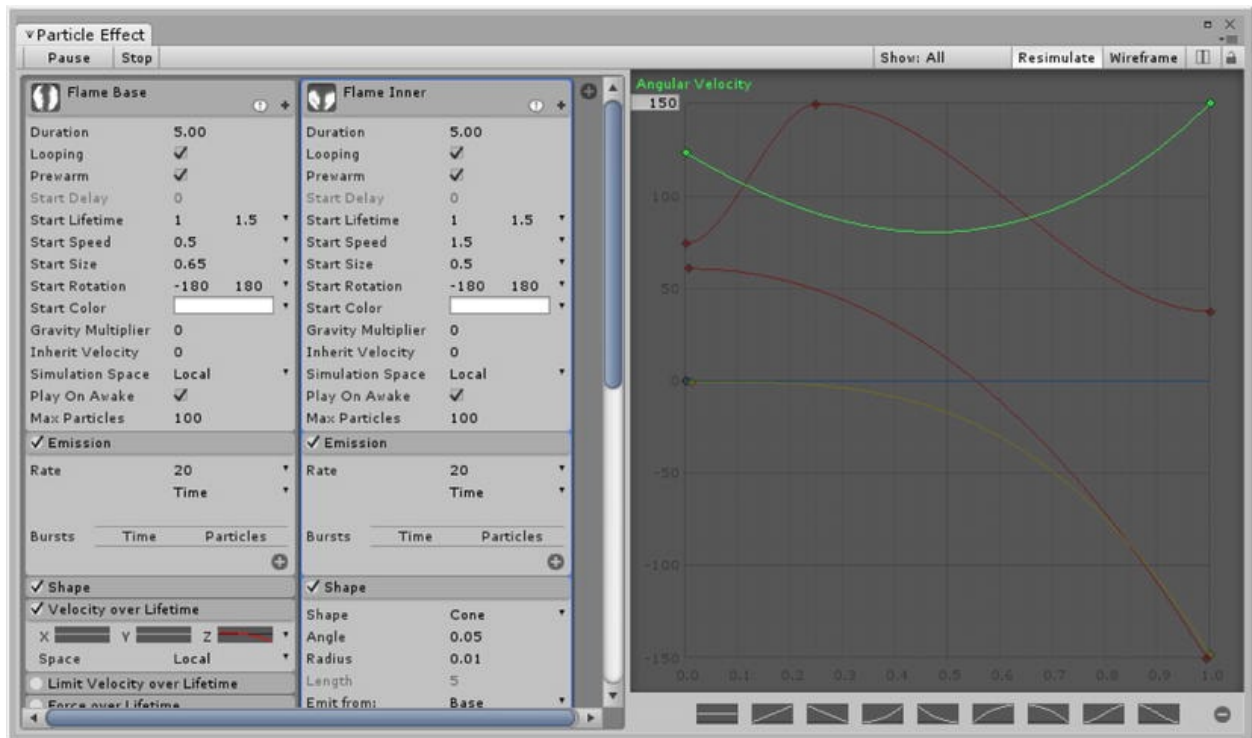 Particle Effect
Pause Stop Show: All Resimulate Wireframe
Flame Base
Duration 5.00
Looping
Prewarm
Start Delay 0
Start Lifetime 1 1.5
Start Speed 0.5
Start Size 0.65
Start Rotation -180 180
Start Color
Gravity Multiplier 0
Inherit Velocity 0
Simulation Space Local
Play On Awake
Max Particles 100
Emission
Rate 20
Time
Bursts Time Particles
Shape
Velocity over Lifetime
X Y Z
Space Local
Limit Velocity over Lifetime
Force over Lifetime
Flame Inner
Duration 5.00
Looping
Prewarm
Start Delay 0
Start Lifetime 1 1.5
Start Speed 1.5
Start Size 0.5
Start Rotation -180 180
Start Color
Gravity Multiplier 0
Inherit Velocity 0
Simulation Space Local
Play On Awake
Max Particles 100
Emission
Rate 20
Time
Bursts Time Particles
Shape
Shape Cone
Angle 0.05
Radius 0.01
Length 5
Emit from: Base
Angular Velocity
150
100
50
0
-50
-100
-150
0.0 0.1 0.2 0.3 0.4 0.5 0.6 0.7 0.8 0.9 1.0